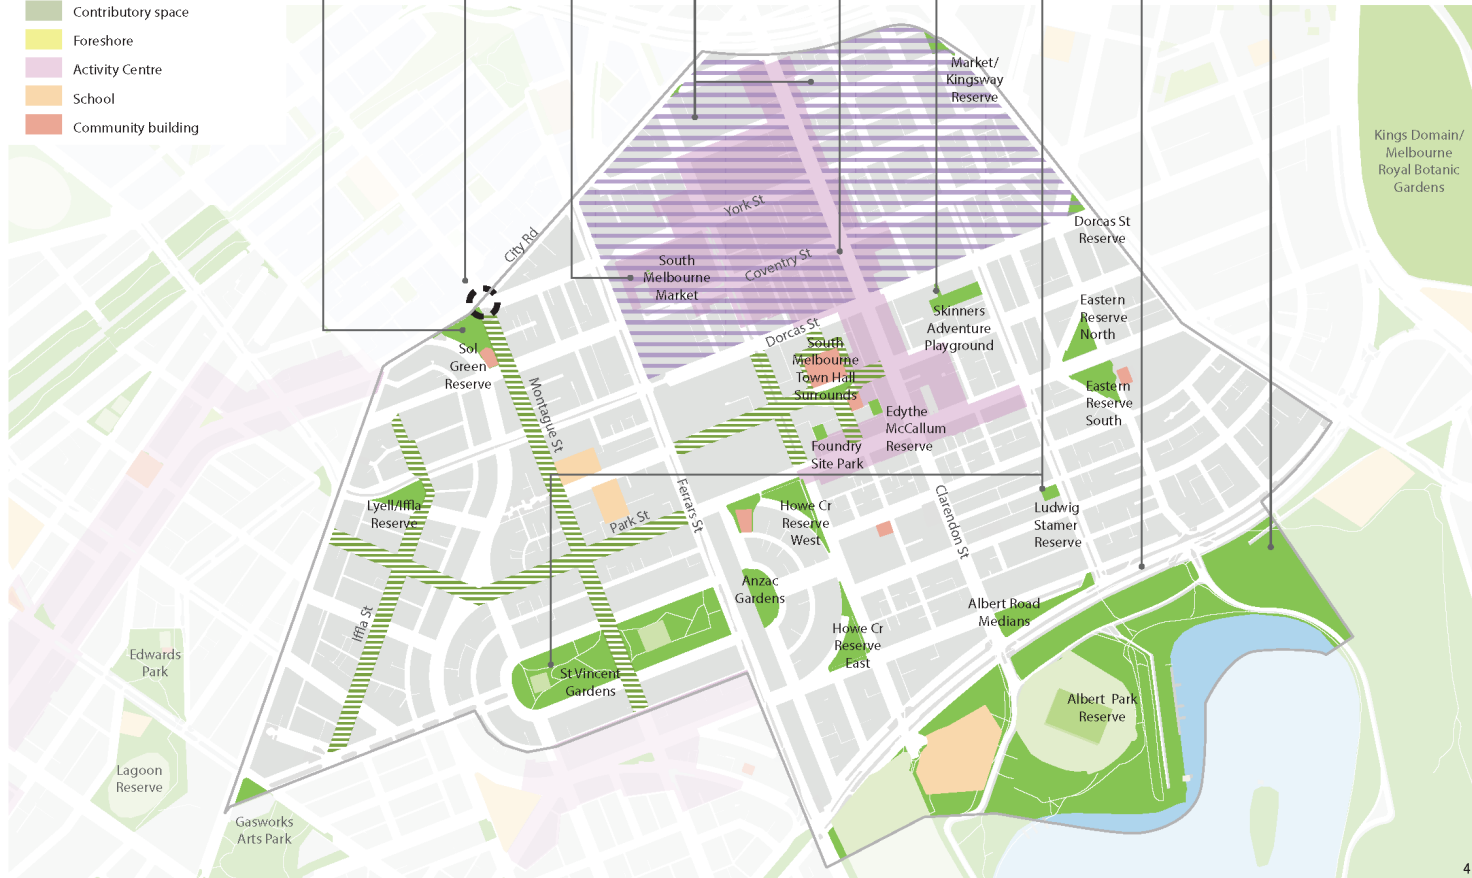 Contributory space
Foreshore
Activity Centre
School
Community building
Market/
Kingsway
Reserve
Kings Domain/
Melbourne
Royal Botanic
Gardens
York St
City Rd
Dorcas St
Reserve
South
Melbourne
Market
Coventry St
Skinners
Adventure
Playground
Eastern
Reserve
North
Dorcas St
Sol
Green
Reserve
South
Melbourne
Town Hall
Surrounds
Montague St
Eastern
Reserve
South
Edythe
McCallum
Reserve
Foundry
Site Park
Lyell/Iffla
Reserve
Park St
Ferrars St
Howe Cr
Reserve
West
Clarendon St
Ludwig
Stamer
Reserve
Anzac
Gardens
Albert Road
Medians
Iffla St
Howe Cr
Reserve
East
Edwards
Park
St Vincent
Gardens
Albert Park
Reserve
Lagoon
Reserve
Gasworks
Arts Park
4